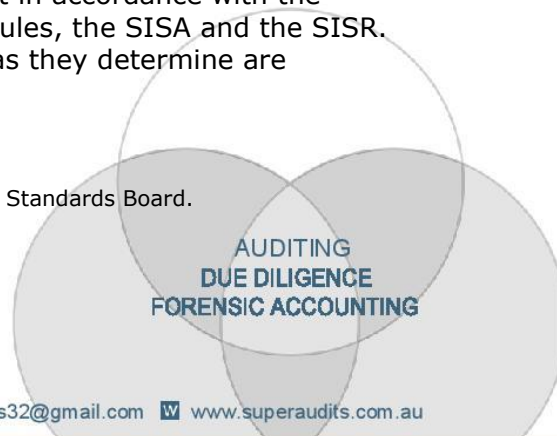 t in accordance with the
ules, the SISA and the SISR.
as they determine are
Standards Board.
AUDITING
DUE DILIGENCE
FORENSIC ACCOUNTING
s32@gmail.com W www.superaudits.com.au